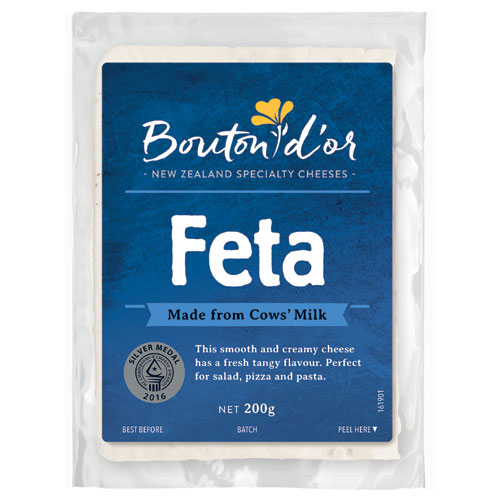 Bouton d'or
- NEW ZEALAND SPECIALTY CHEESES -
Feta
Made from Cows' Milk
SILVER MEDAL
2016
This smooth and creamy cheese
has a fresh tangy flavour. Perfect
for salad, pizza and pasta.
NET 200g
161901
BEST BEFORE BATCH PEEL HERE ▼